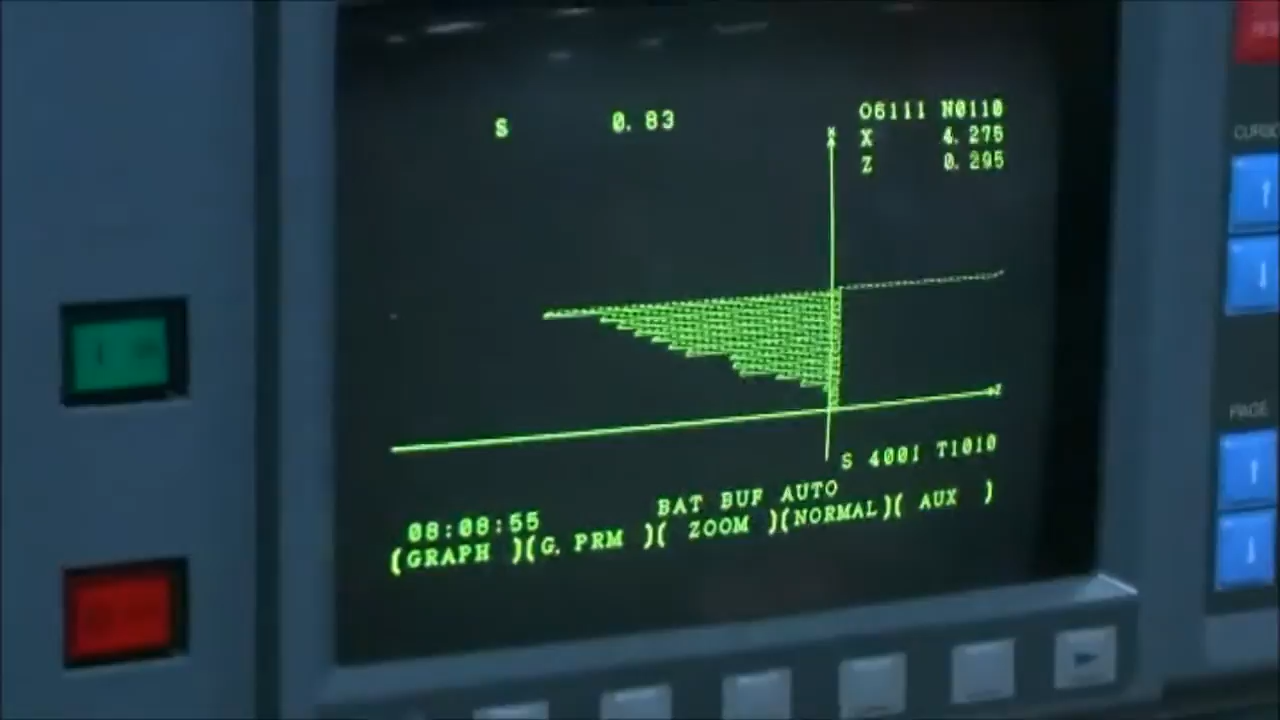 S 0.83
O6111 N0110
X 4.275
Z 0.295
X
Z
S 4001 T1010
BAT BUF AUTO
08:08:55
(GRAPH )(G. PRM )( ZOOM )(NORMAL)( AUX )
PAGE